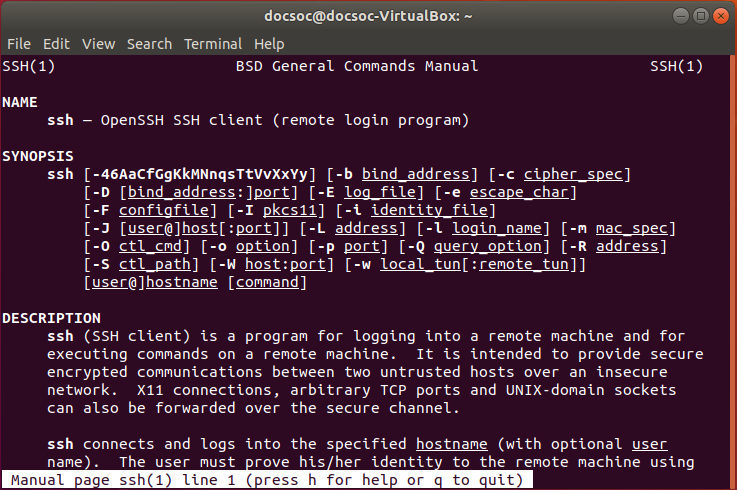 docsoc@docsoc-VirtualBox: ~
File Edit View Search Terminal Help
SSH(1) BSD General Commands Manual SSH(1)
NAME
ssh — OpenSSH SSH client (remote login program)
SYNOPSIS
ssh [-46AaCfGgKkMNnqsTtVvXxYy] [-b bind_address] [-c cipher_spec]
[-D [bind_address:]port] [-E log_file] [-e escape_char]
[-F configfile] [-I pkcs11] [-i identity_file]
[-J [user@]host[:port]] [-L address] [-l login_name] [-m mac_spec]
[-O ctl_cmd] [-o option] [-p port] [-Q query_option] [-R address]
[-S ctl_path] [-W host:port] [-w local_tun[:remote_tun]]
[user@]hostname [command]
DESCRIPTION
ssh (SSH client) is a program for logging into a remote machine and for
executing commands on a remote machine.  It is intended to provide secure
encrypted communications between two untrusted hosts over an insecure
network.  X11 connections, arbitrary TCP ports and UNIX-domain sockets
can also be forwarded over the secure channel.
ssh connects and logs into the specified hostname (with optional user
name).  The user must prove his/her identity to the remote machine using
Manual page ssh(1) line 1 (press h for help or q to quit)